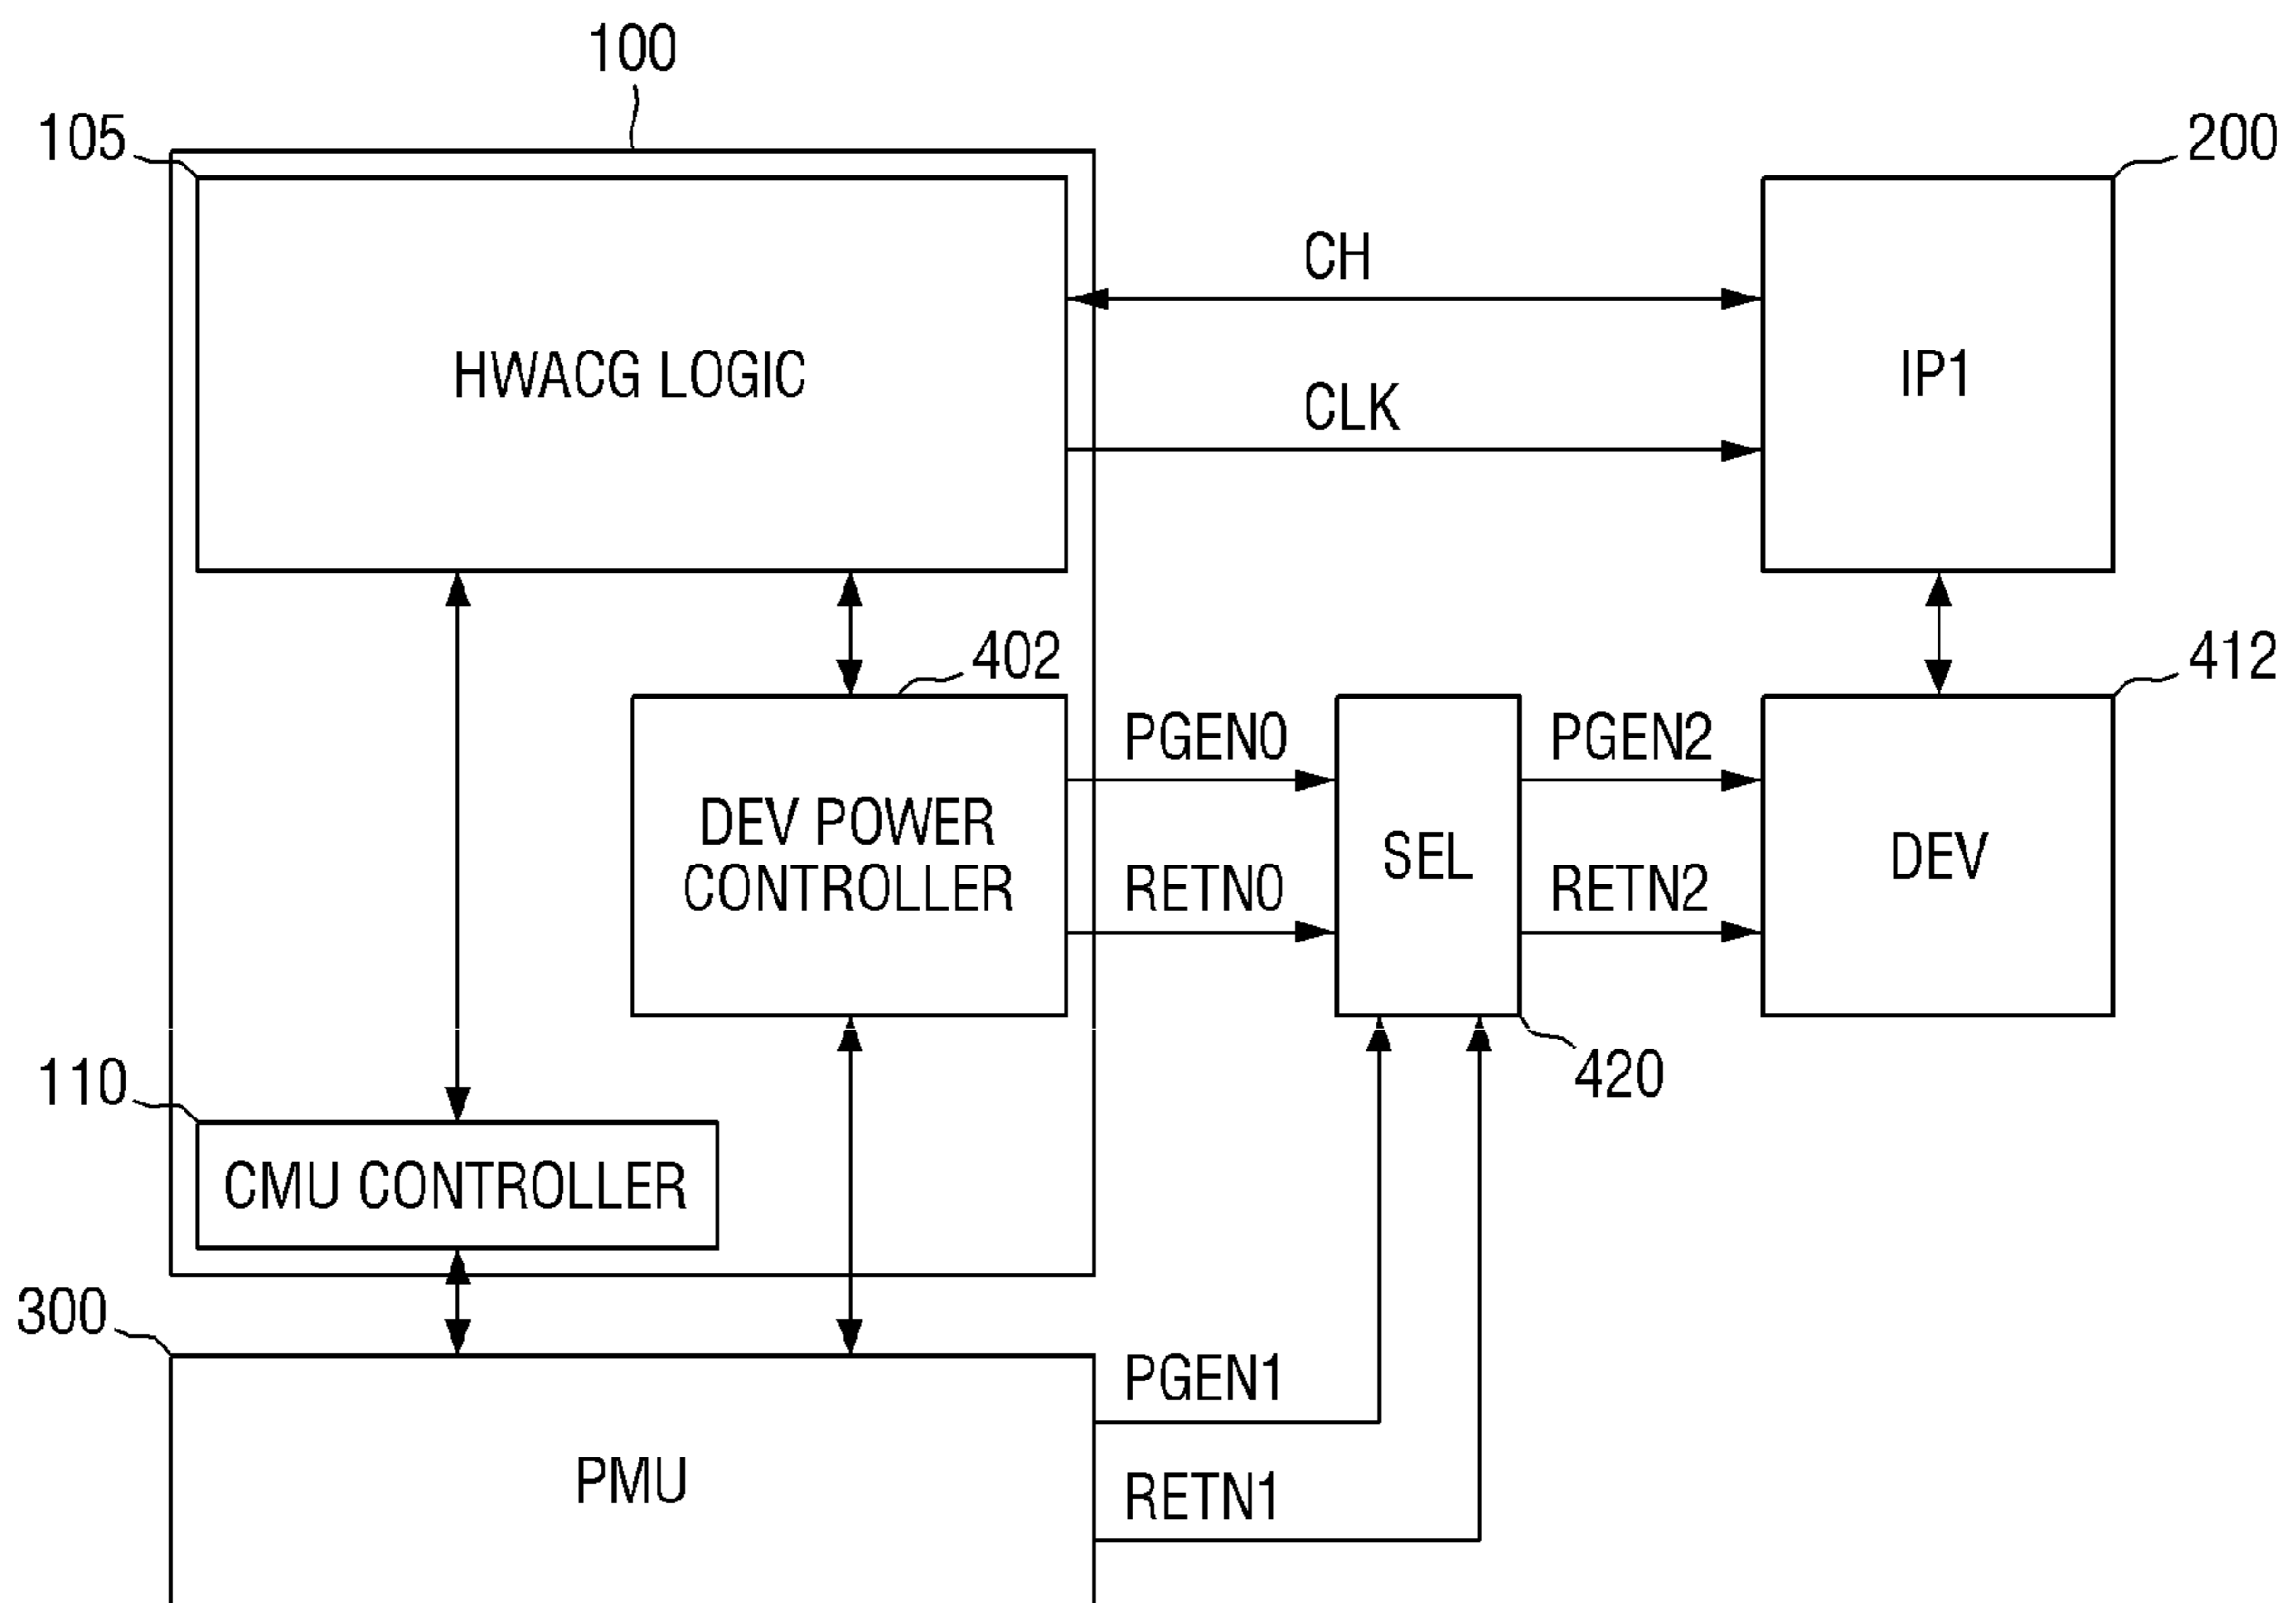 100
105
200
CH
HWACG LOGIC
IP1
CLK
402
412
PGEN0
PGEN2
DEV POWER
CONTROLLER
SEL
DEV
RETN0
RETN2
420
110
CMU CONTROLLER
300
PGEN1
PMU
RETN1